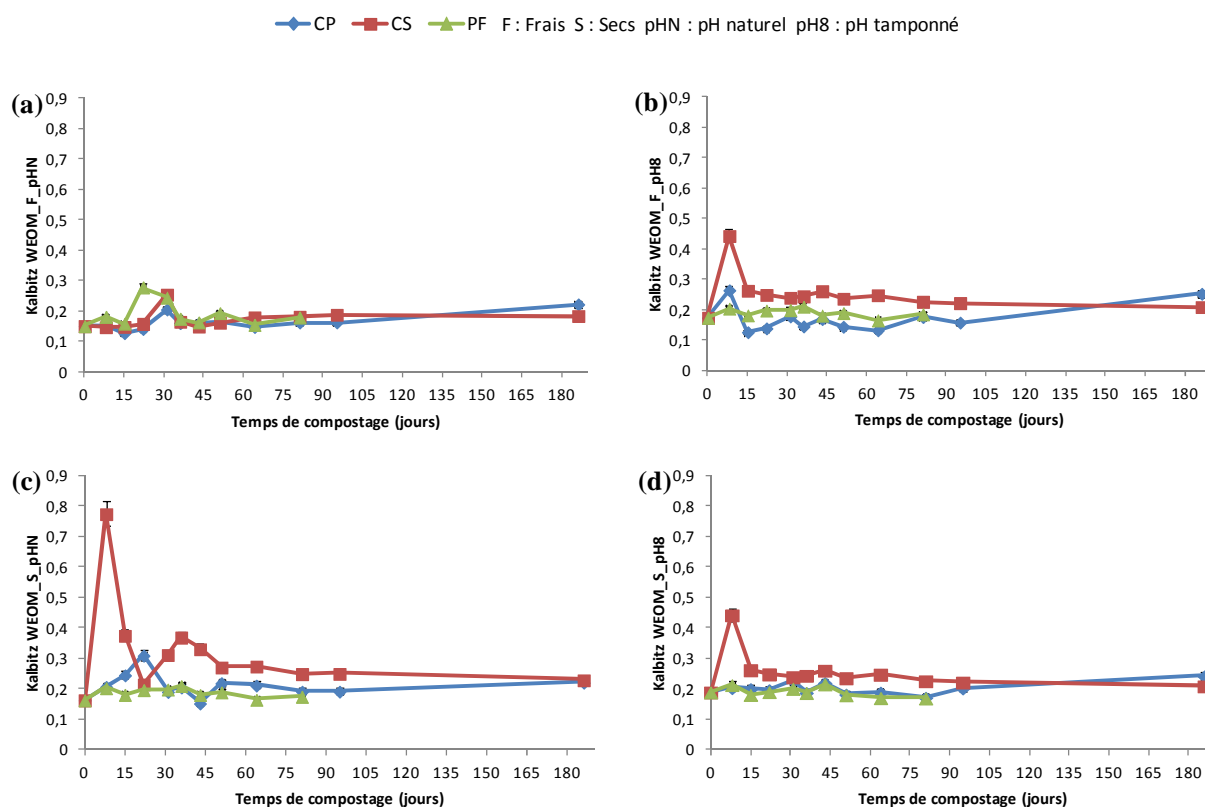 CP CS PF F : Frais S : Secs pHN : pH naturel pH8 : pH tamponné
(a)
Kalbitz WEOM_F_pHN
0,9
0,8
0,7
0,6
0,5
0,4
0,3
0,2
0,1
0
0 15 30 45 60 75 90 105 120 135 150 165 180
Temps de compostage (jours)
(b)
Kalbitz WEOM_F_pH8
0,9
0,8
0,7
0,6
0,5
0,4
0,3
0,2
0,1
0
0 15 30 45 60 75 90 105 120 135 150 165 180
Temps de compostage (jours)
(c)
Kalbitz WEOM_S_pHN
0,9
0,8
0,7
0,6
0,5
0,4
0,3
0,2
0,1
0
0 15 30 45 60 75 90 105 120 135 150 165 180
Temps de compostage (jours)
(d)
Kalbitz WEOM_S_pH8
0,9
0,8
0,7
0,6
0,5
0,4
0,3
0,2
0,1
0
0 15 30 45 60 75 90 105 120 135 150 165 180
Temps de compostage (jours)